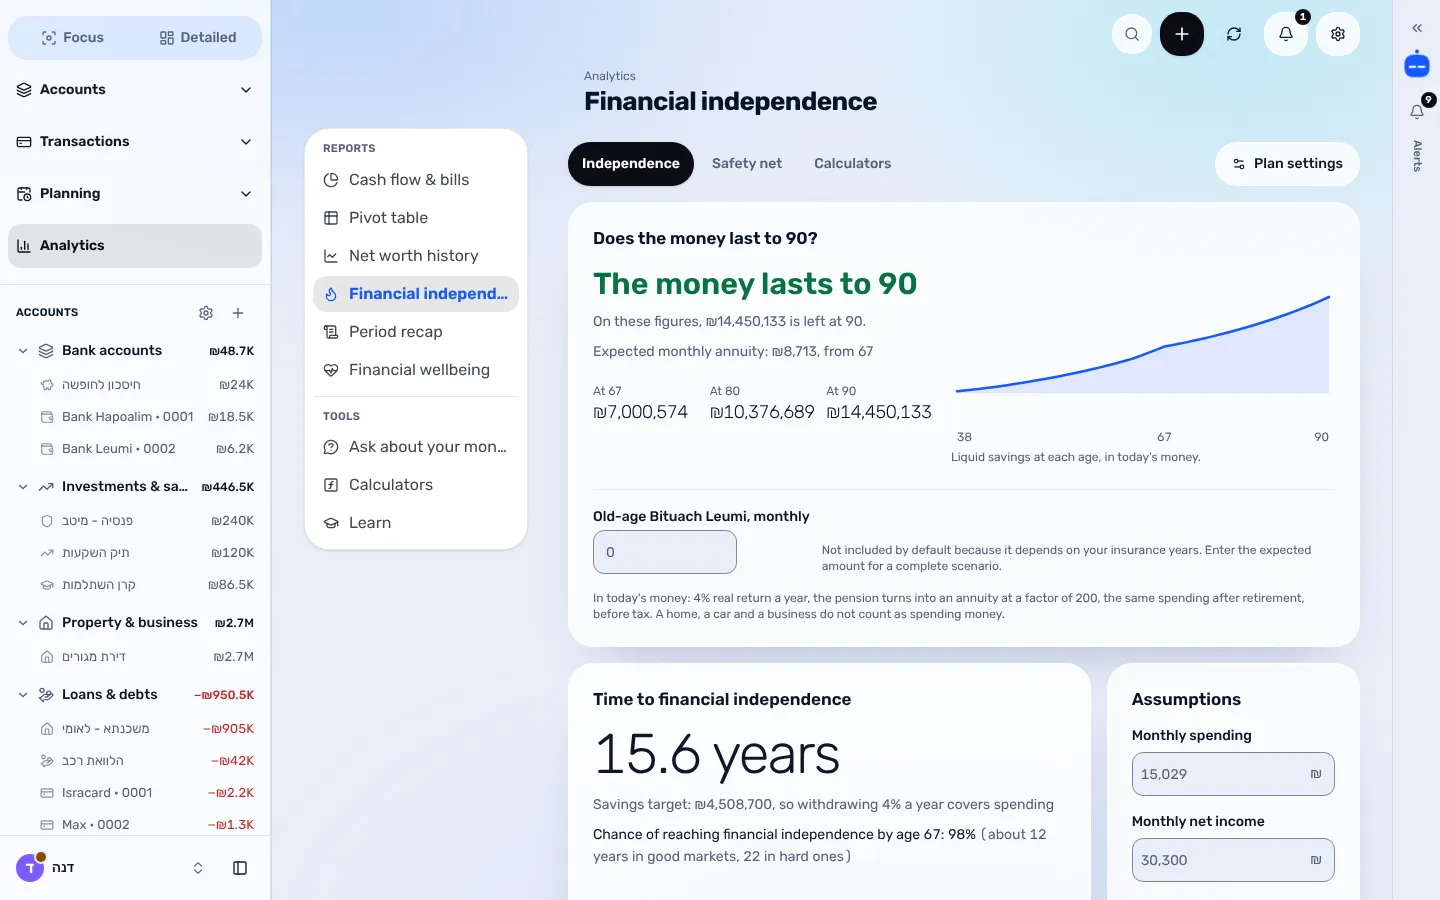 Focus
Detailed
Accounts
Transactions
Planning
Analytics
ACCOUNTS
Bank accounts ₪48.7K
חיסכון לחופשה ₪24K
Bank Hapoalim • 0001 ₪18.5K
Bank Leumi • 0002 ₪6.2K
Investments & sa... ₪446.5K
פנסיה - מיטב ₪240K
תיק השקעות ₪120K
קרן השתלמות ₪86.5K
Property & business ₪2.7M
דירת מגורים ₪2.7M
Loans & debts −₪950.5K
משכנתא - לאומי −₪905K
הלוואת רכב −₪42K
Isracard • 0001 −₪2.2K
Max • 0002 −₪1.3K
T דנה
REPORTS
Cash flow & bills
Pivot table
Net worth history
Financial independ...
Period recap
Financial wellbeing
TOOLS
Ask about your mon...
Calculators
Learn
1
Analytics
Financial independence
Independence
Safety net
Calculators
Plan settings
Does the money last to 90?
The money lasts to 90
On these figures, ₪14,450,133 is left at 90.
Expected monthly annuity: ₪8,713, from 67
At 67 At 80 At 90
₪7,000,574 ₪10,376,689 ₪14,450,133
38 67 90
Liquid savings at each age, in today's money.
Old-age Bituach Leumi, monthly
0
Not included by default because it depends on your insurance years. Enter the expected
amount for a complete scenario.
In today's money: 4% real return a year, the pension turns into an annuity at a factor of 200, the same spending after retirement,
before tax. A home, a car and a business do not count as spending money.
Time to financial independence
15.6 years
Savings target: ₪4,508,700, so withdrawing 4% a year covers spending
Chance of reaching financial independence by age 67: 98% (about 12
years in good markets, 22 in hard ones)
Assumptions
Monthly spending
15,029 ₪
Monthly net income
30,300 ₪
9
Alerts